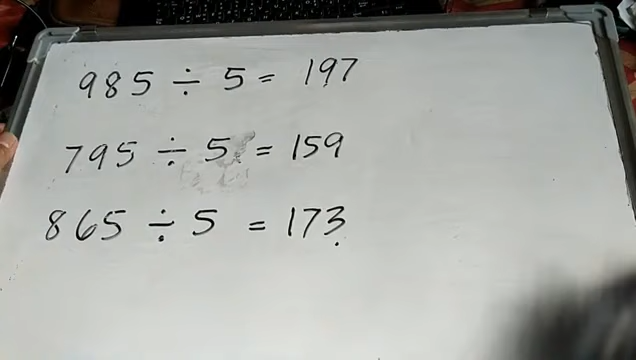 985 ÷ 5 = 197
795 ÷ 5 = 159
865 ÷ 5 = 173